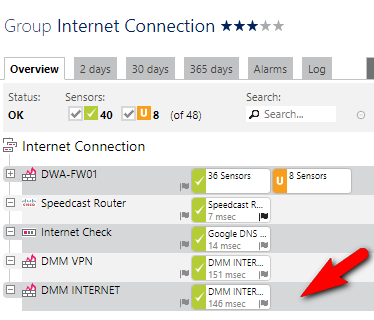 Group Internet Connection
Overview 2 days 30 days 365 days Alarms Log
Status: Sensors: Search:
OK 40 U 8 (of 48) Search...
Internet Connection
DWA-FW01 36 Sensors U 8 Sensors
Speedcast Router Speedcast R...
7 msec
Internet Check Google DNS ...
14 msec
DMM VPN DMM INTER...
151 msec
DMM INTERNET DMM INTER...
146 msec